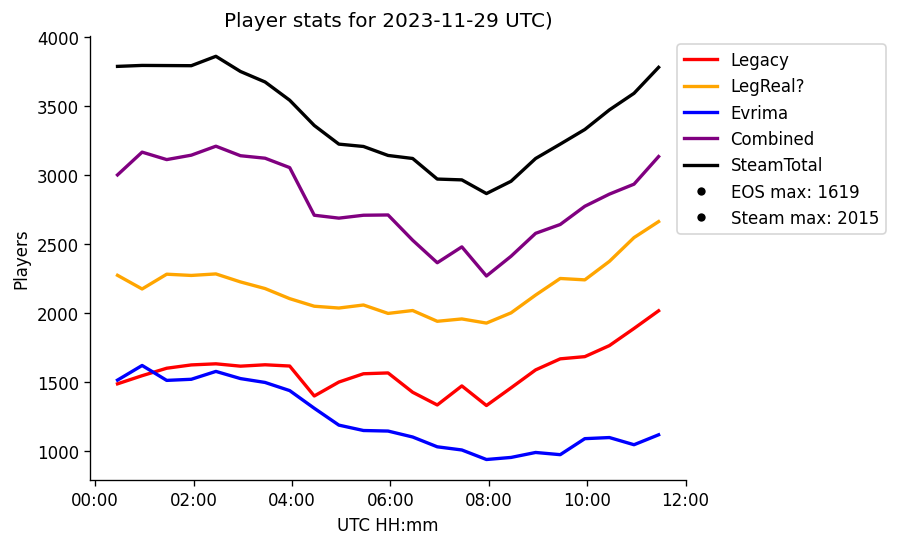 Player stats for 2023-11-29 UTC)
4000
3500
3000
2500
2000
1500
1000
Players
00:00 02:00 04:00 06:00 08:00 10:00 12:00
UTC HH:mm
Legacy
LegReal?
Evrima
Combined
SteamTotal
EOS max: 1619
Steam max: 2015